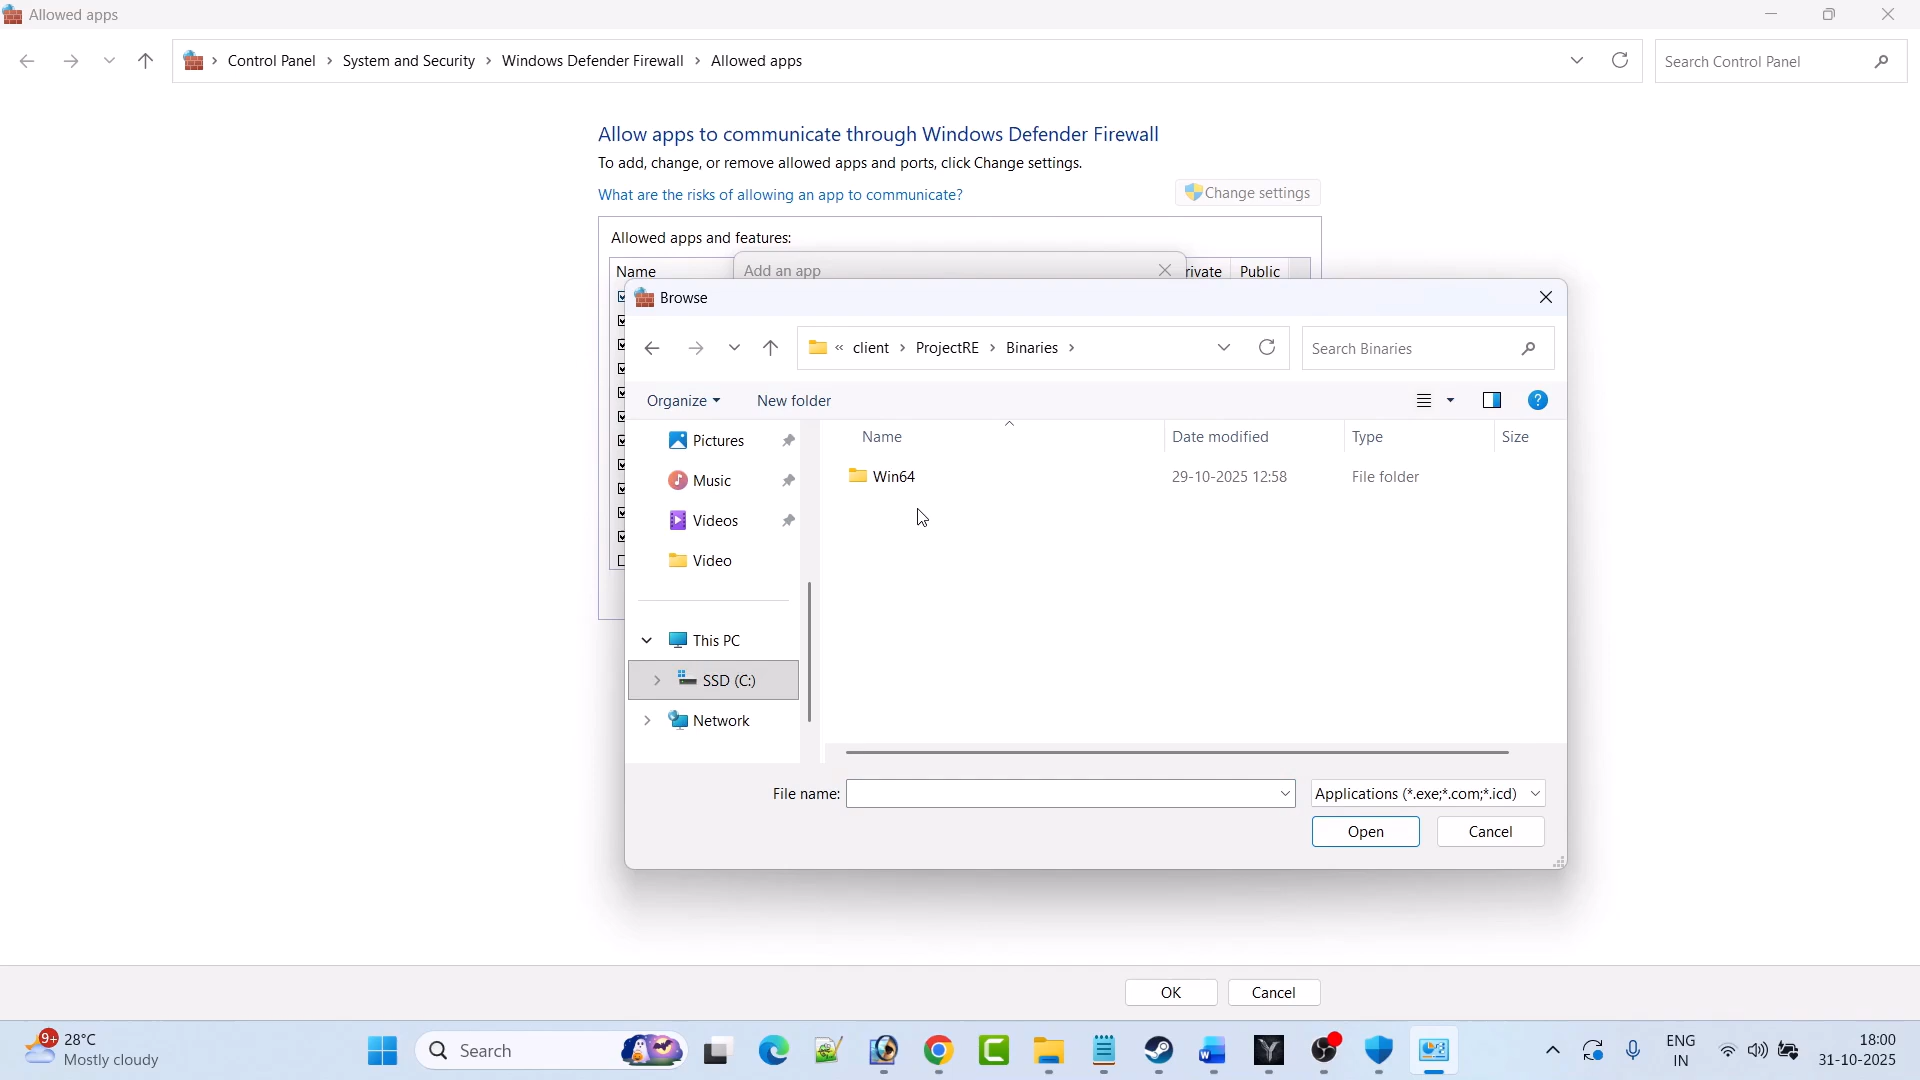 Allowed apps
Control Panel › System and Security › Windows Defender Firewall › Allowed apps
Search Control Panel
Allow apps to communicate through Windows Defender Firewall
To add, change, or remove allowed apps and ports, click Change settings.
What are the risks of allowing an app to communicate?
Change settings
Allowed apps and features:
Name
Add an app
rivate
Public
Browse
« client › ProjectRE › Binaries ›
Search Binaries
Organize
New folder
?
Pictures
Music
Videos
Video
This PC
SSD (C:)
Network
Name
Date modified
Type
Size
Win64
29-10-2025 12:58
File folder
File name:
Applications (*.exe;*.com;*.icd)
Open
Cancel
OK
Cancel
9+
28°C
Mostly cloudy
Search
ENG
IN
18:00
31-10-2025